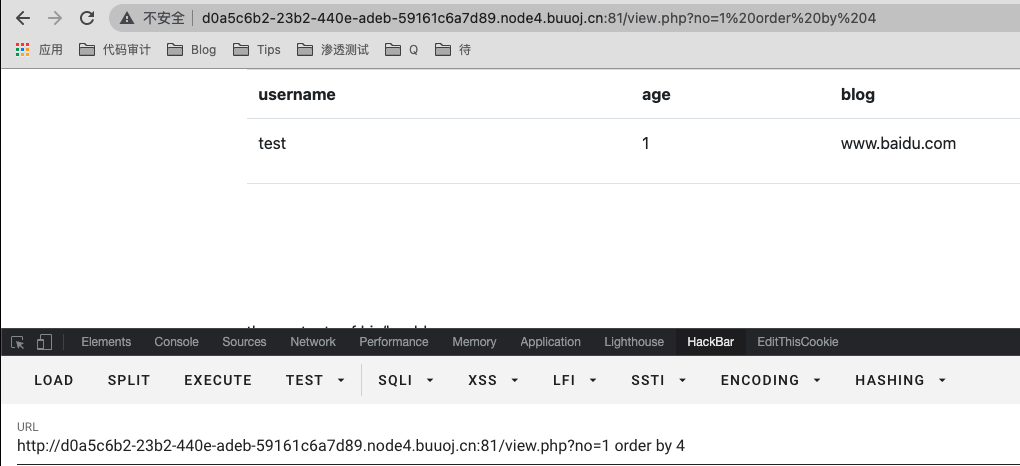 不安全 d0a5c6b2-23b2-440e-adeb-59161c6a7d89.node4.buuoj.cn:81/view.php?no=1%20order%20by%204
应用 代码审计 Blog Tips 渗透测试 Q 待
username age blog
test 1 www.baidu.com
Elements Console Sources Network Performance Memory Application Lighthouse HackBar EditThisCookie
LOAD SPLIT EXECUTE TEST SQLI XSS LFI SSTI ENCODING HASHING
URL
http://d0a5c6b2-23b2-440e-adeb-59161c6a7d89.node4.buuoj.cn:81/view.php?no=1 order by 4